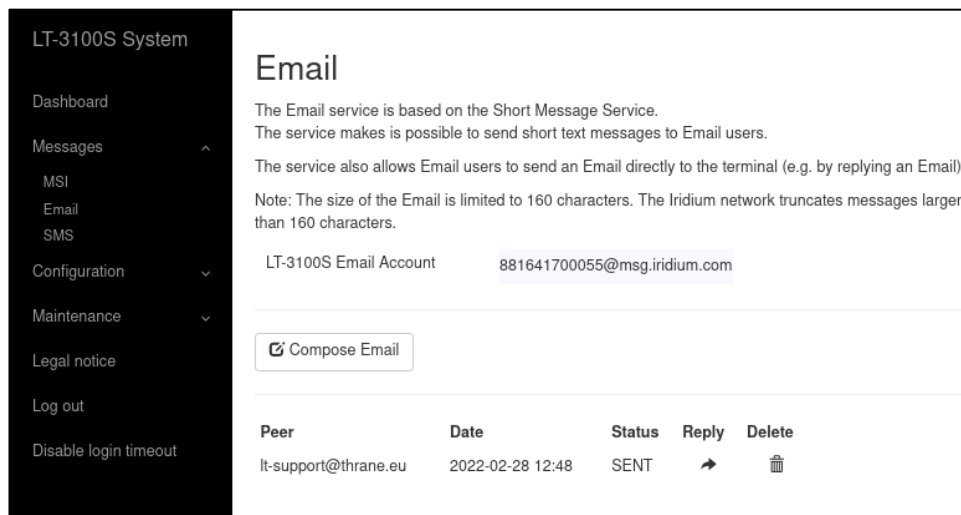 LT-3100S System
Dashboard
Messages
MSI
Email
SMS
Configuration
Maintenance
Legal notice
Log out
Disable login timeout
Email
The Email service is based on the Short Message Service.
The service makes is possible to send short text messages to Email users.
The service also allows Email users to send an Email directly to the terminal (e.g. by replying an Email)
Note: The size of the Email is limited to 160 characters. The Iridium network truncates messages larger
than 160 characters.
LT-3100S Email Account 881641700055@msg.iridium.com
Compose Email
Peer Date Status Reply Delete
lt-support@thrane.eu 2022-02-28 12:48 SENT